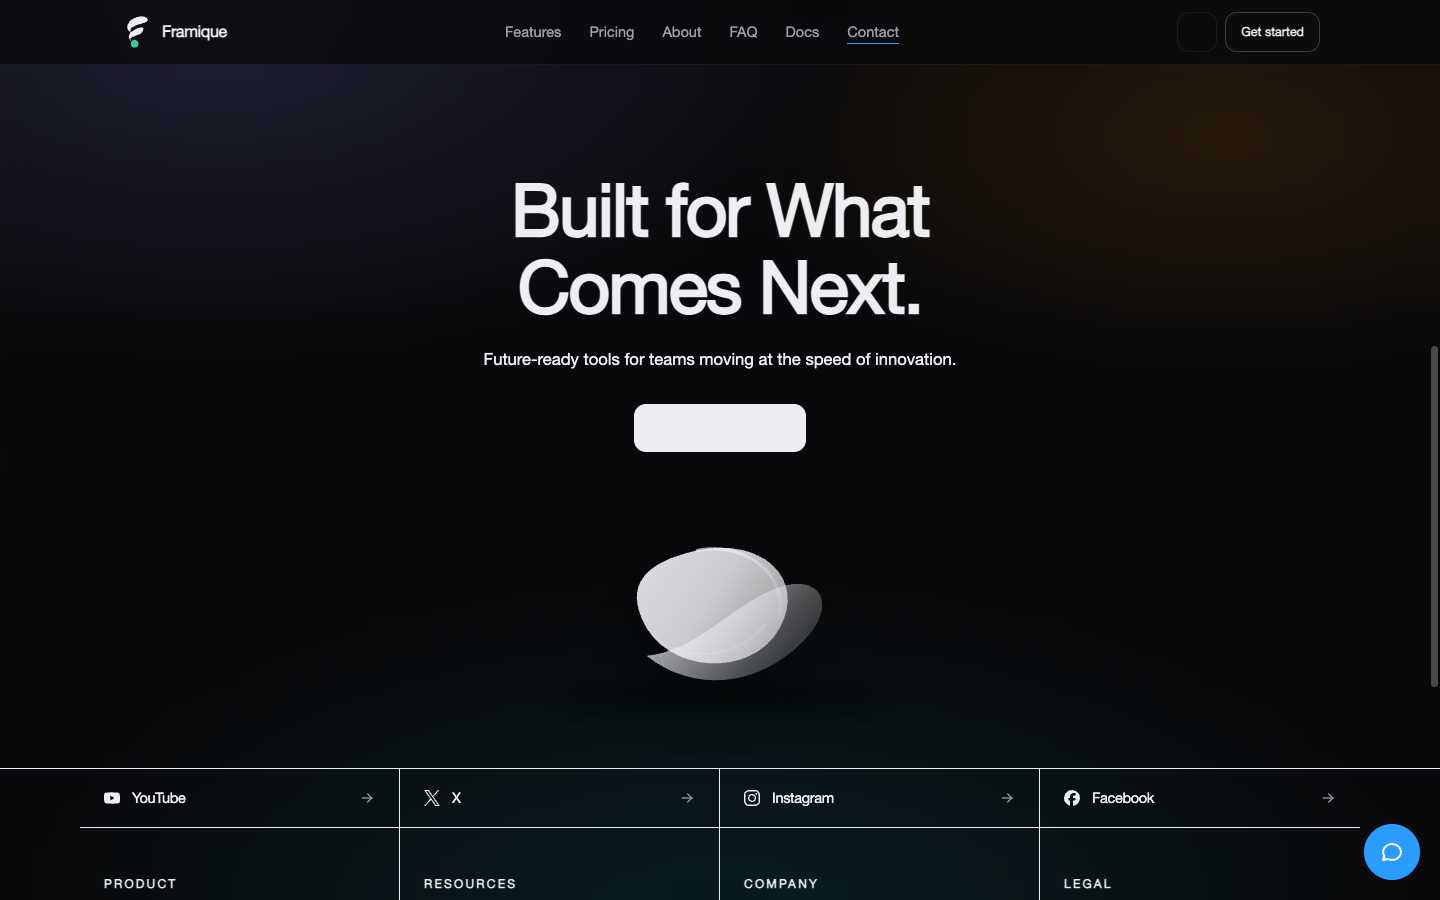 Framique
Features
Pricing
About
FAQ
Docs
Contact
Get started
Built for What
Comes Next.
Future-ready tools for teams moving at the speed of innovation.
YouTube
X
Instagram
Facebook
PRODUCT
RESOURCES
COMPANY
LEGAL